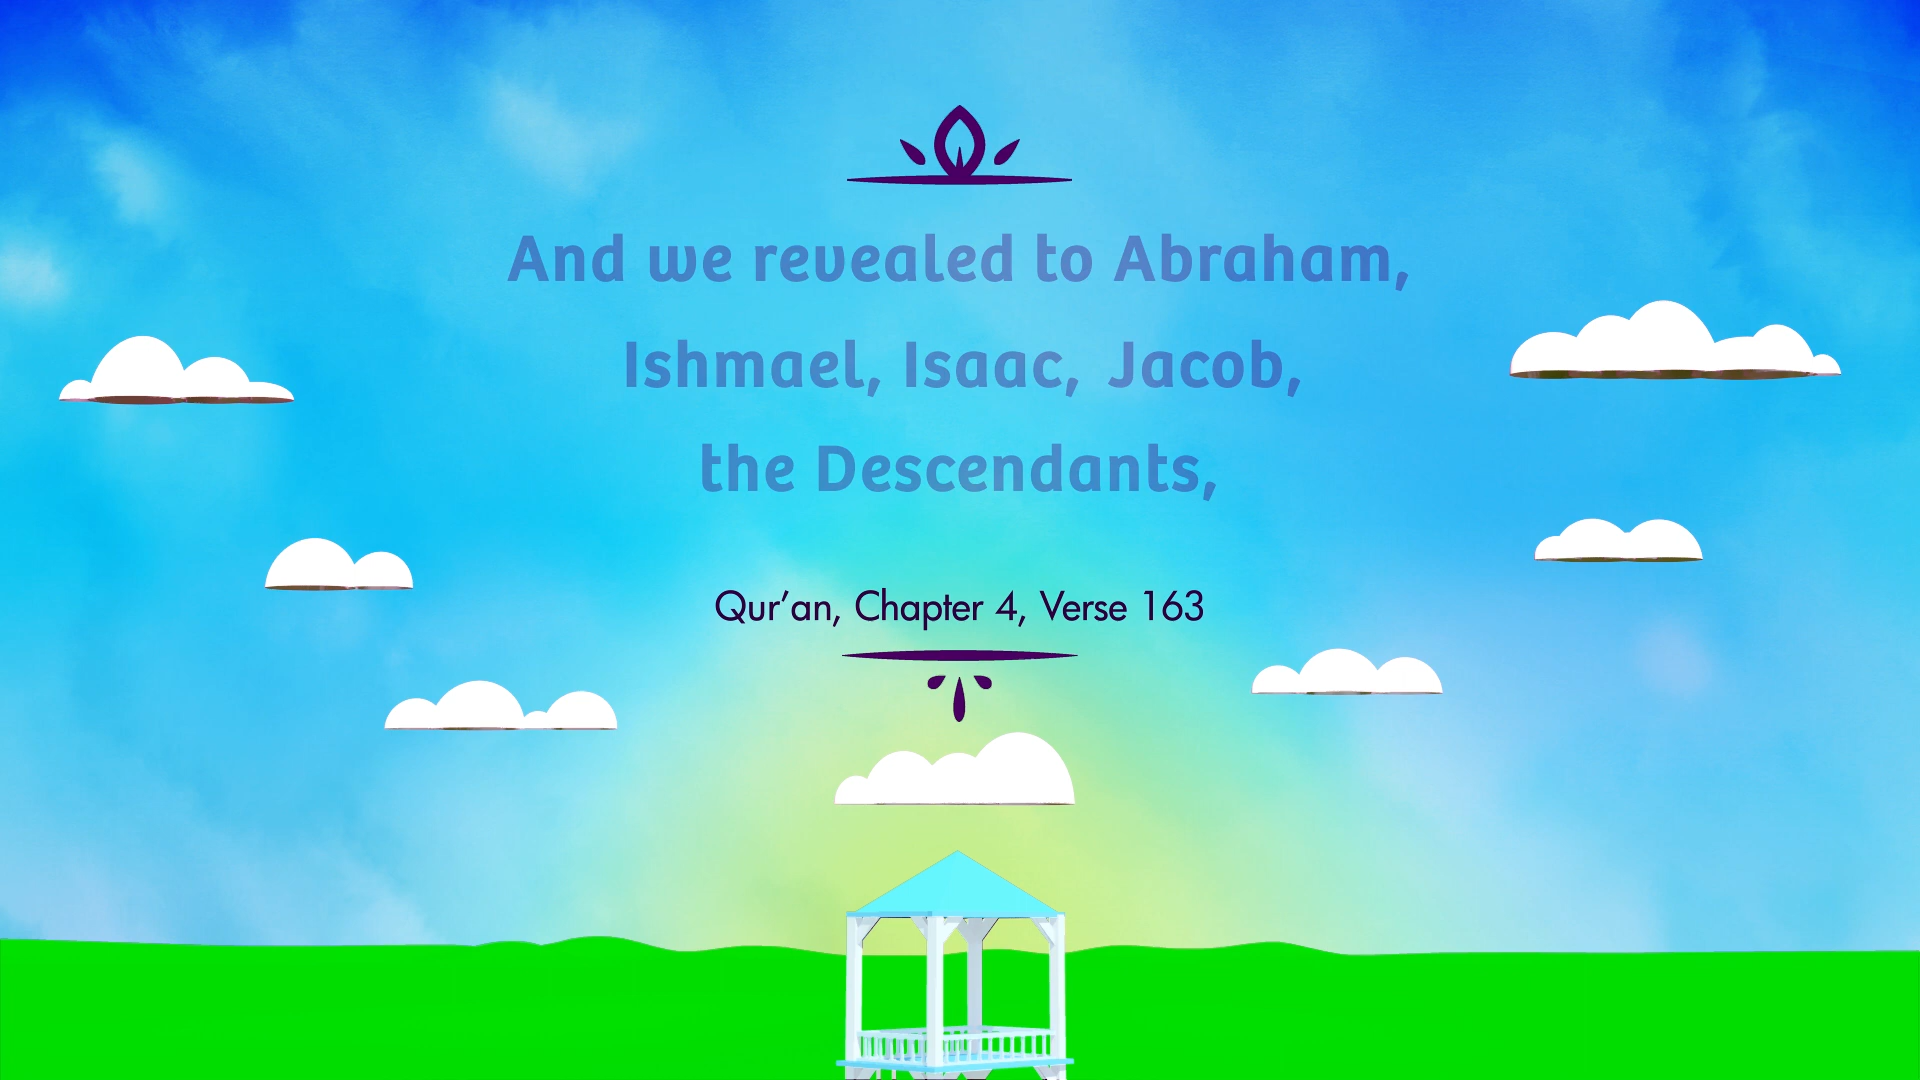 And we revealed to Abraham,
Ishmael, Isaac, Jacob,
the Descendants,
Qur’an, Chapter 4, Verse 163